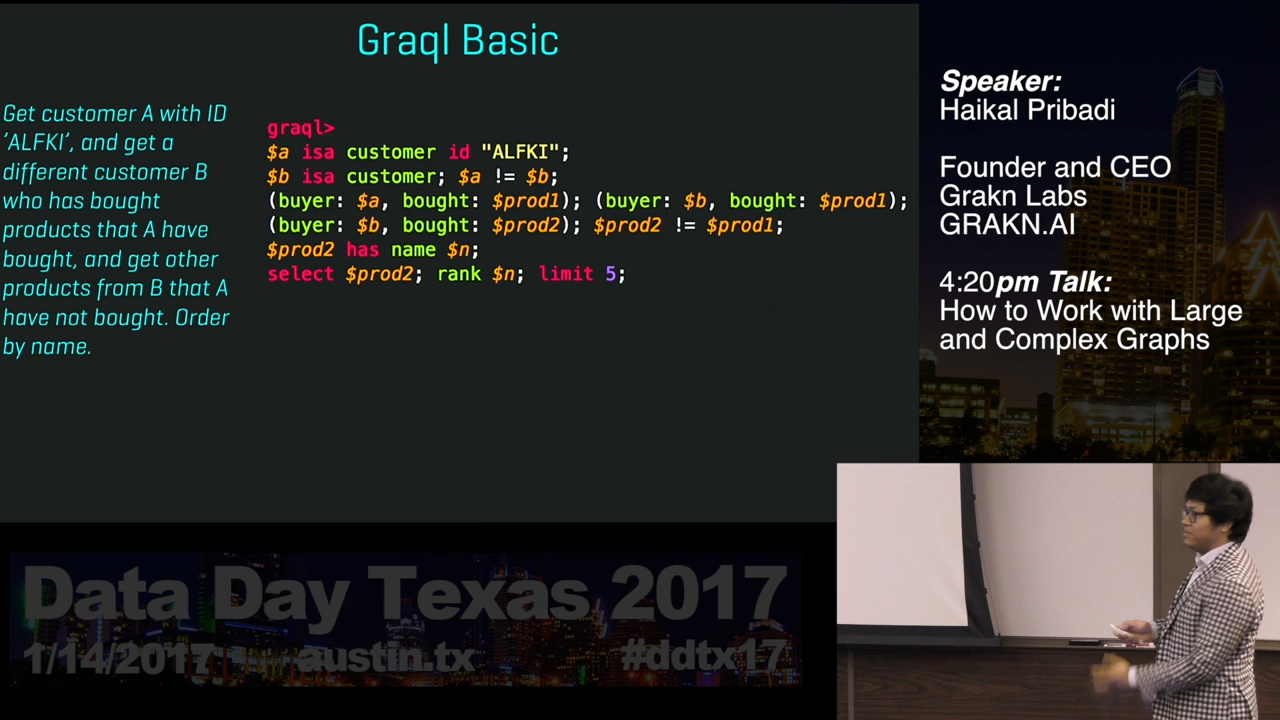 Graql Basic
Get customer A with ID
'ALFKI', and get a
different customer B
who has bought
products that A have
bought, and get other
products from B that A
have not bought. Order
by name.
graql>
$a isa customer id "ALFKI";
$b isa customer; $a != $b;
(buyer: $a, bought: $prod1); (buyer: $b, bought: $prod1);
(buyer: $b, bought: $prod2); $prod2 != $prod1;
$prod2 has name $n;
select $prod2; rank $n; limit 5;
Speaker:
Haikal Pribadi
Founder and CEO
Grakn Labs
GRAKN.AI
4:20pm Talk:
How to Work with Large
and Complex Graphs
Data Day Texas 2017
1/14/2017 austin.tx #ddtx17